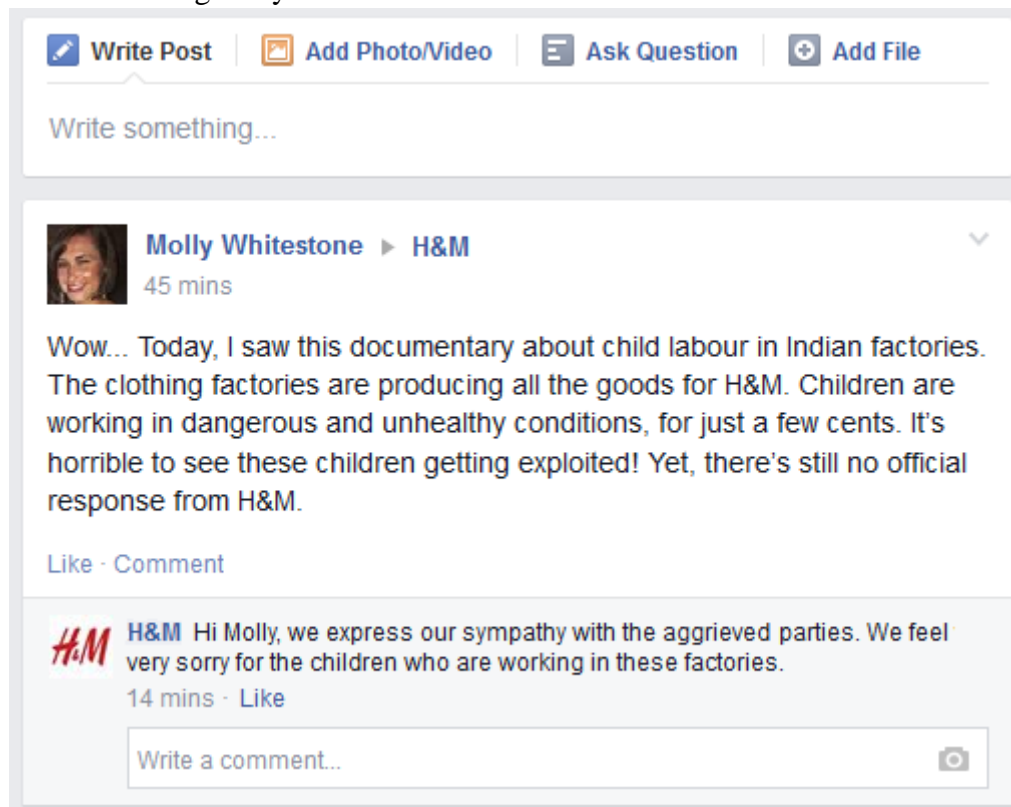 Write Post Add Photo/Video Ask Question Add File
Write something...
Molly Whitestone ▸ H&M
45 mins
Wow... Today, I saw this documentary about child labour in Indian factories.
The clothing factories are producing all the goods for H&M. Children are
working in dangerous and unhealthy conditions, for just a few cents. It’s
horrible to see these children getting exploited! Yet, there’s still no official
response from H&M.
Like · Comment
H&M H&M Hi Molly, we express our sympathy with the aggrieved parties. We feel
very sorry for the children who are working in these factories.
14 mins · Like
Write a comment...